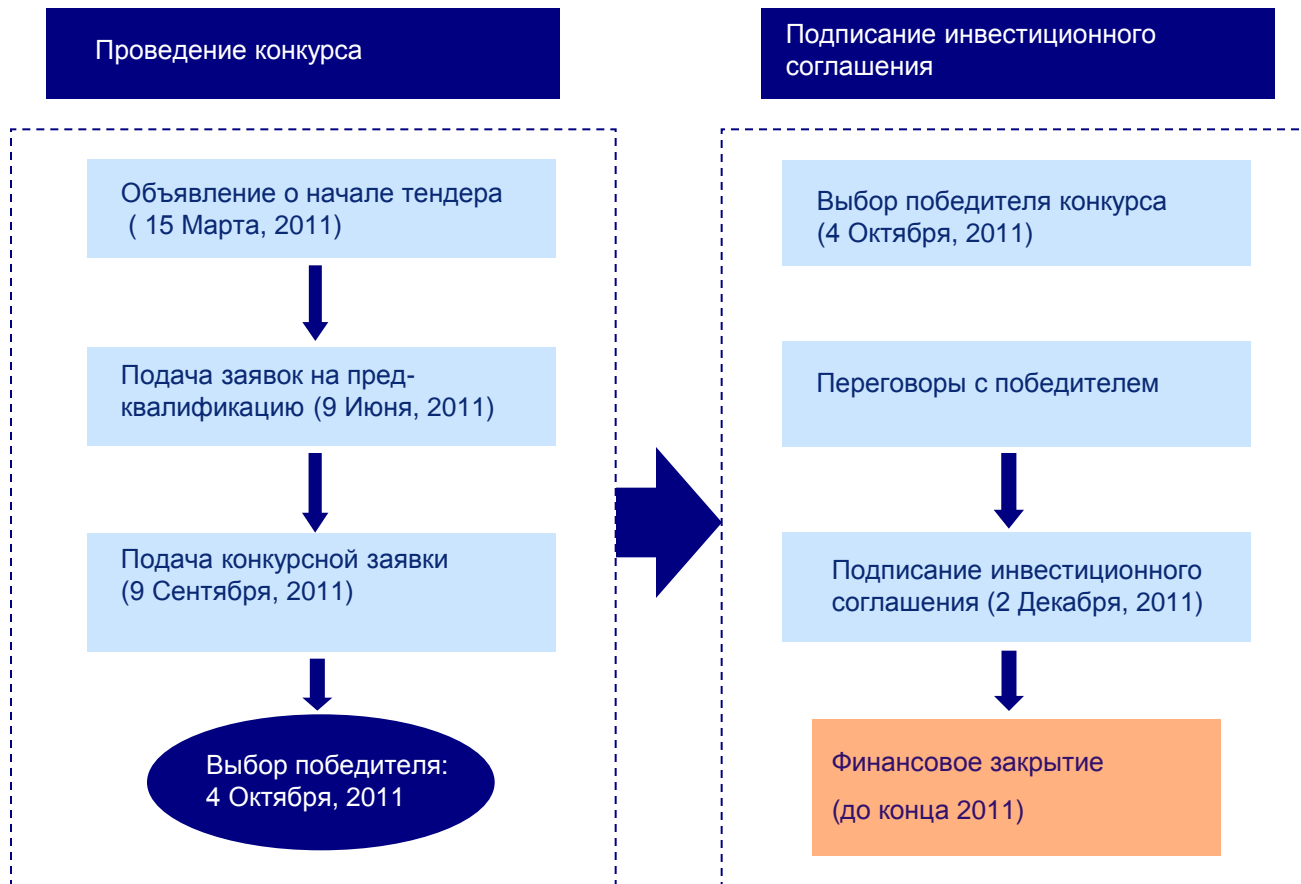 Проведение конкурса
Объявление о начале тендера
( 15 Марта, 2011)
Подача заявок на пред-
квалификацию (9 Июня, 2011)
Подача конкурсной заявки
(9 Сентября, 2011)
Выбор победителя:
4 Октября, 2011
Подписание инвестиционного
соглашения
Выбор победителя конкурса
(4 Октября, 2011)
Переговоры с победителем
Подписание инвестиционного
соглашения (2 Декабря, 2011)
Финансовое закрытие
(до конца 2011)